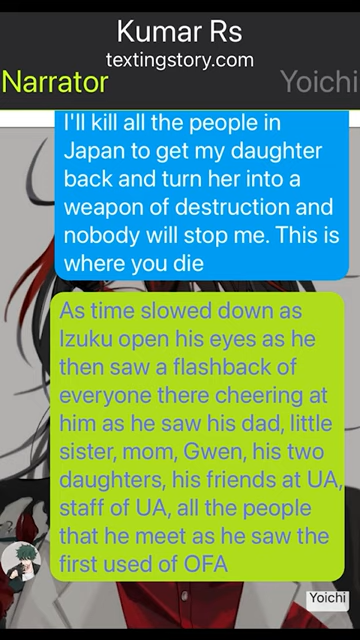 Kumar Rs
textingstory.com
Narrator
Yoichi
I'll kill all the people in
Japan to get my daughter
back and turn her into a
weapon of destruction and
nobody will stop me. This is
where you die
As time slowed down as
Izuku open his eyes as he
then saw a flashback of
everyone there cheering at
him as he saw his dad, little
sister, mom, Gwen, his two
daughters, his friends at UA,
staff of UA, all the people
that he meet as he saw the
first used of OFA
Yoichi